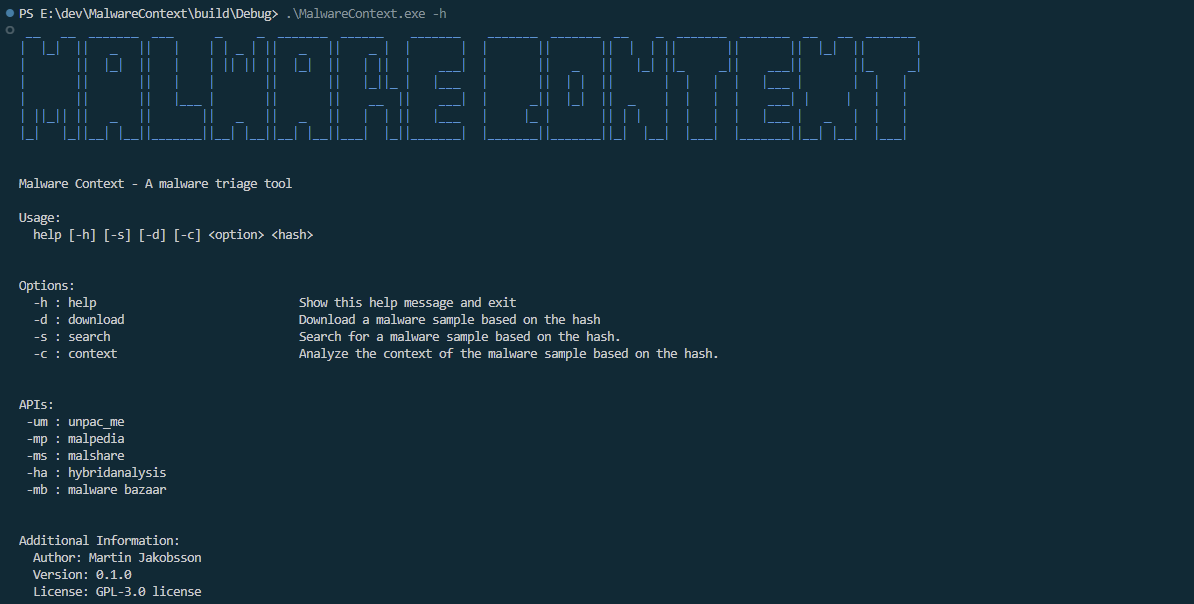 PS E:\dev\MalwareContext\build\Debug> .\MalwareContext.exe -h
MALWARE CONTEXT
Malware Context - A malware triage tool
Usage:
help [-h] [-s] [-d] [-c] <option> <hash>
Options:
-h : help Show this help message and exit
-d : download Download a malware sample based on the hash
-s : search Search for a malware sample based on the hash.
-c : context Analyze the context of the malware sample based on the hash.
APIs:
-um : unpac_me
-mp : malpedia
-ms : malshare
-ha : hybridanalysis
-mb : malware bazaar
Additional Information:
Author: Martin Jakobsson
Version: 0.1.0
License: GPL-3.0 license